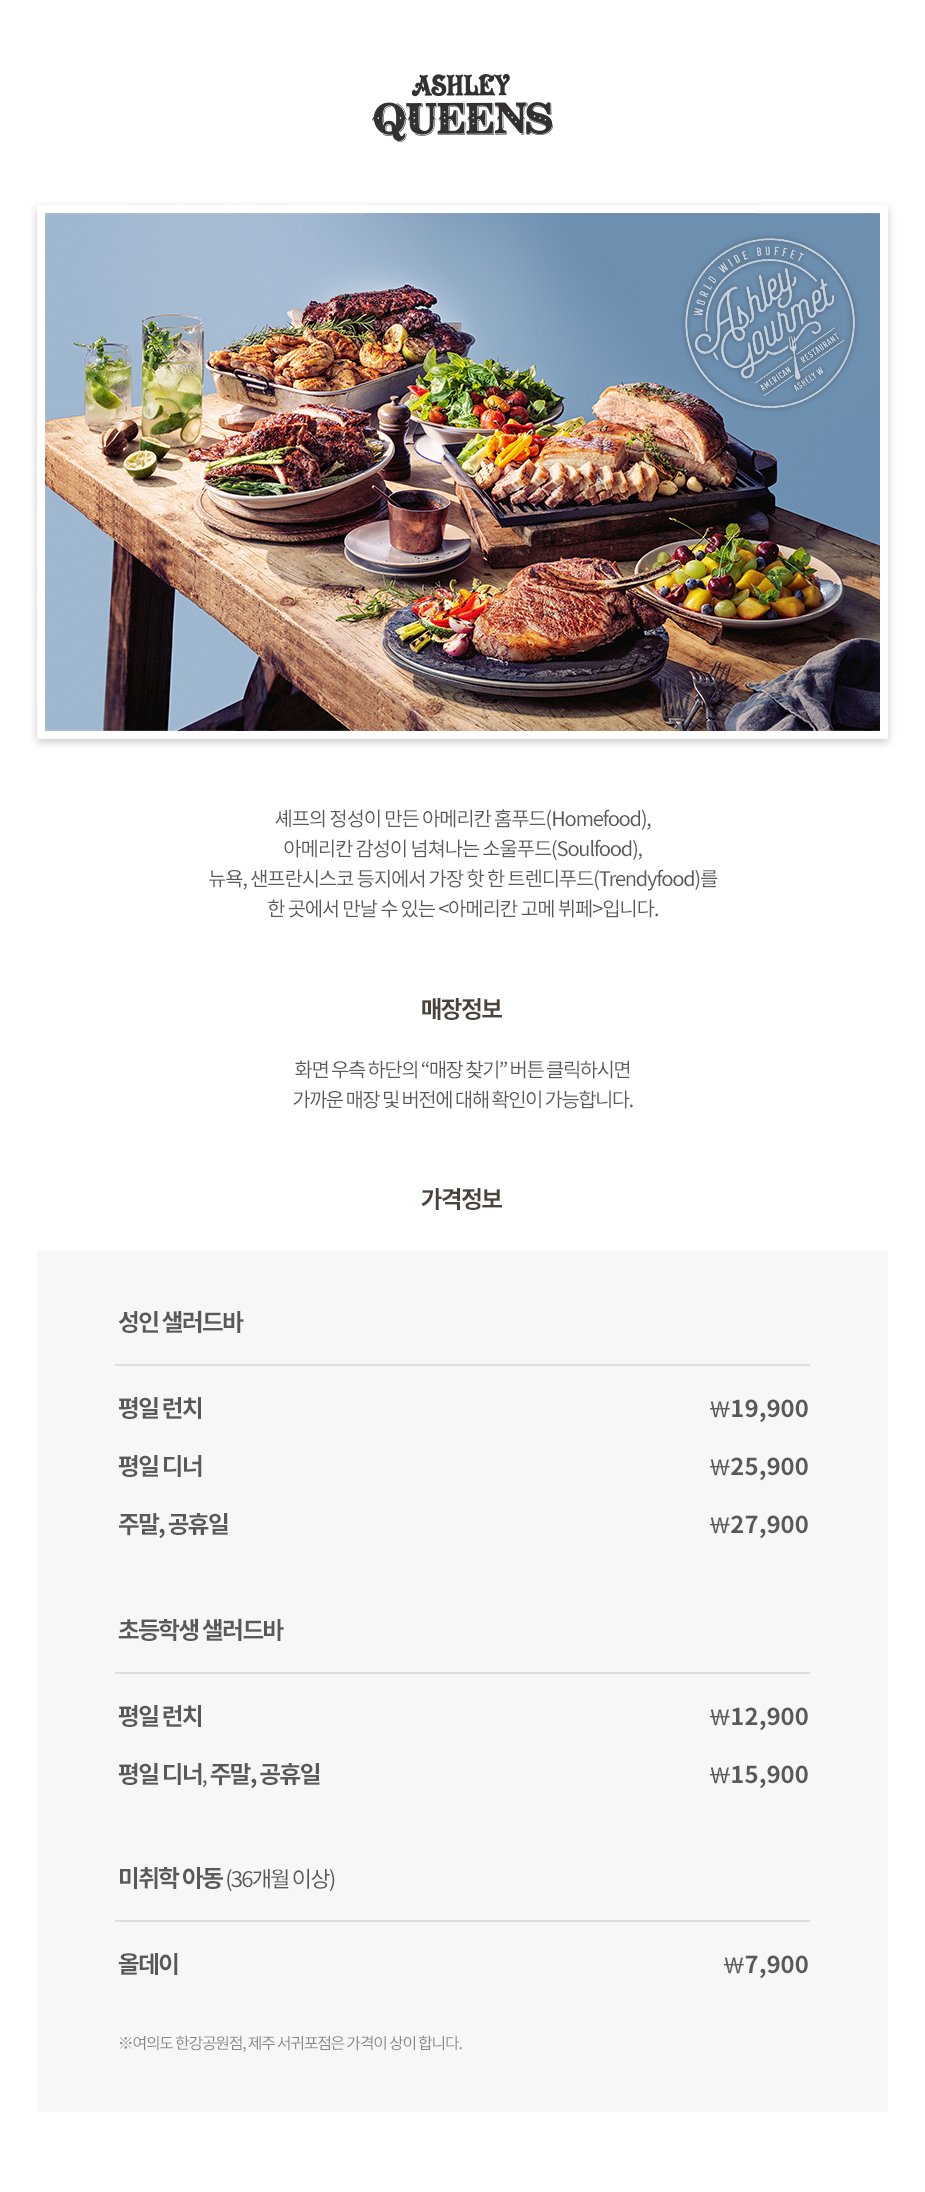 ASHLEY
QUEENS
WORLD WIDE BUFFET
Ashley
Gourmet
AMERICAN RESTAURANT
ASHELY W
셰프의 정성이 만든 아메리칸 홈푸드(Homefood),
아메리칸 감성이 넘쳐나는 소울푸드(Soulfood),
뉴욕, 샌프란시스코 등지에서 가장 핫 한 트렌디푸드(Trendyfood)를
한 곳에서 만날 수 있는 <아메리칸 고메 뷔페>입니다.
매장정보
화면 우측 하단의 “매장 찾기” 버튼 클릭하시면
가까운 매장 및 버전에 대해 확인이 가능합니다.
가격정보
성인 샐러드바
평일 런치 ₩19,900
평일 디너 ₩25,900
주말, 공휴일 ₩27,900
초등학생 샐러드바
평일 런치 ₩12,900
평일 디너, 주말, 공휴일 ₩15,900
미취학 아동 (36개월 이상)
올데이 ₩7,900
※여의도 한강공원점, 제주 서귀포점은 가격이 상이 합니다.